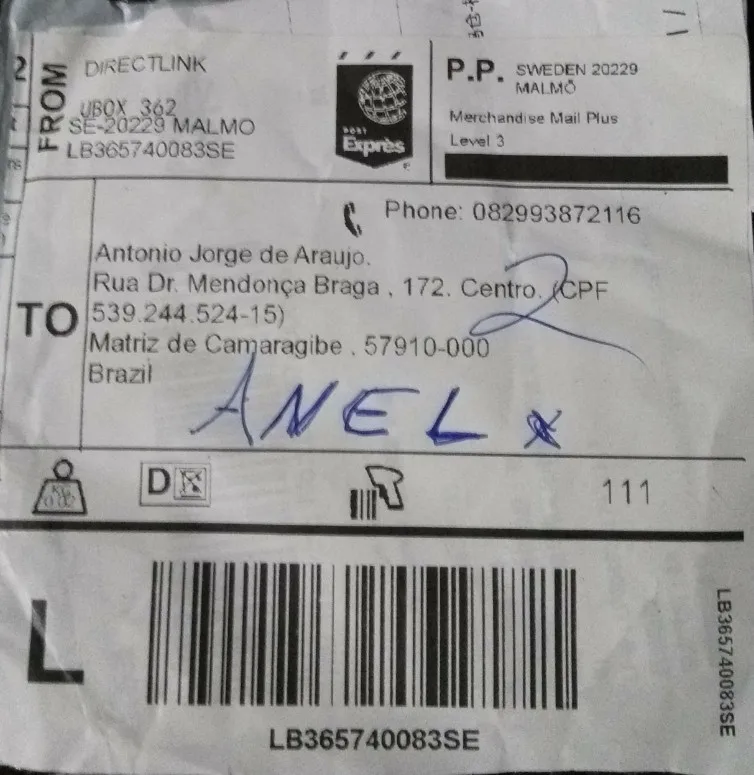 FROM
DIRECTLINK
UBOX 362
SE-20229 MALMO
LB365740083SE
Exprès
P.P. SWEDEN 20229
MALMÖ
Merchandise Mail Plus
Level 3
Phone: 082993872116
TO
Antonio Jorge de Araujo.
Rua Dr. Mendonça Braga , 172. Centro. (CPF
539.244.524-15)
Matriz de Camaragibe , 57910-000
Brazil
2
ANEL x
D
111
L
LB365740083SE
LB365740083SE